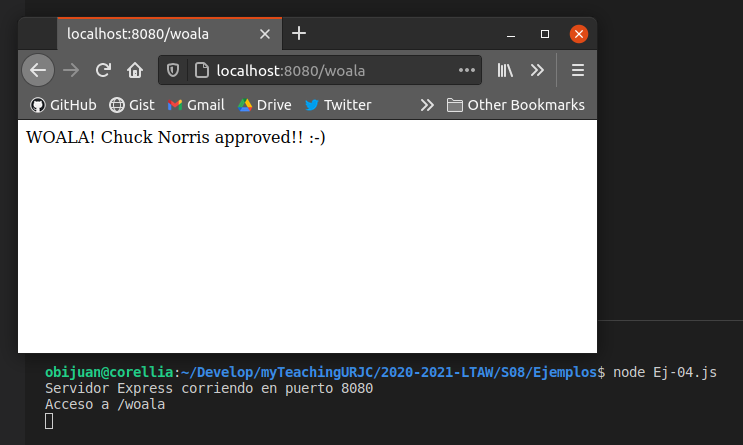 localhost:8080/woala
localhost:8080/woala
GitHub Gist Gmail Drive Twitter Other Bookmarks
WOALA! Chuck Norris approved!! :-)
obijuan@corellia:~/Develop/myTeachingURJC/2020-2021-LTAW/S08/Ejemplos$ node Ej-04.js
Servidor Express corriendo en puerto 8080
Acceso a /woala